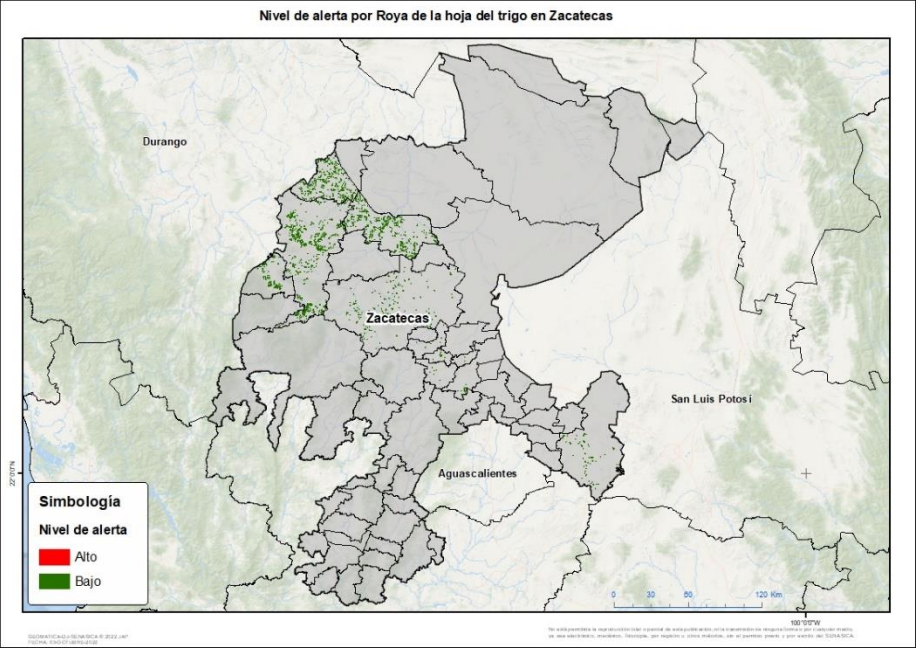 Nivel de alerta por Roya de la hoja del trigo en Zacatecas
Durango
Zacatecas
San Luis Potosí
Aguascalientes
22°0'0"N
Simbología
Nivel de alerta
Alto
Bajo
0 30 60 120 Km
100°0'0"W